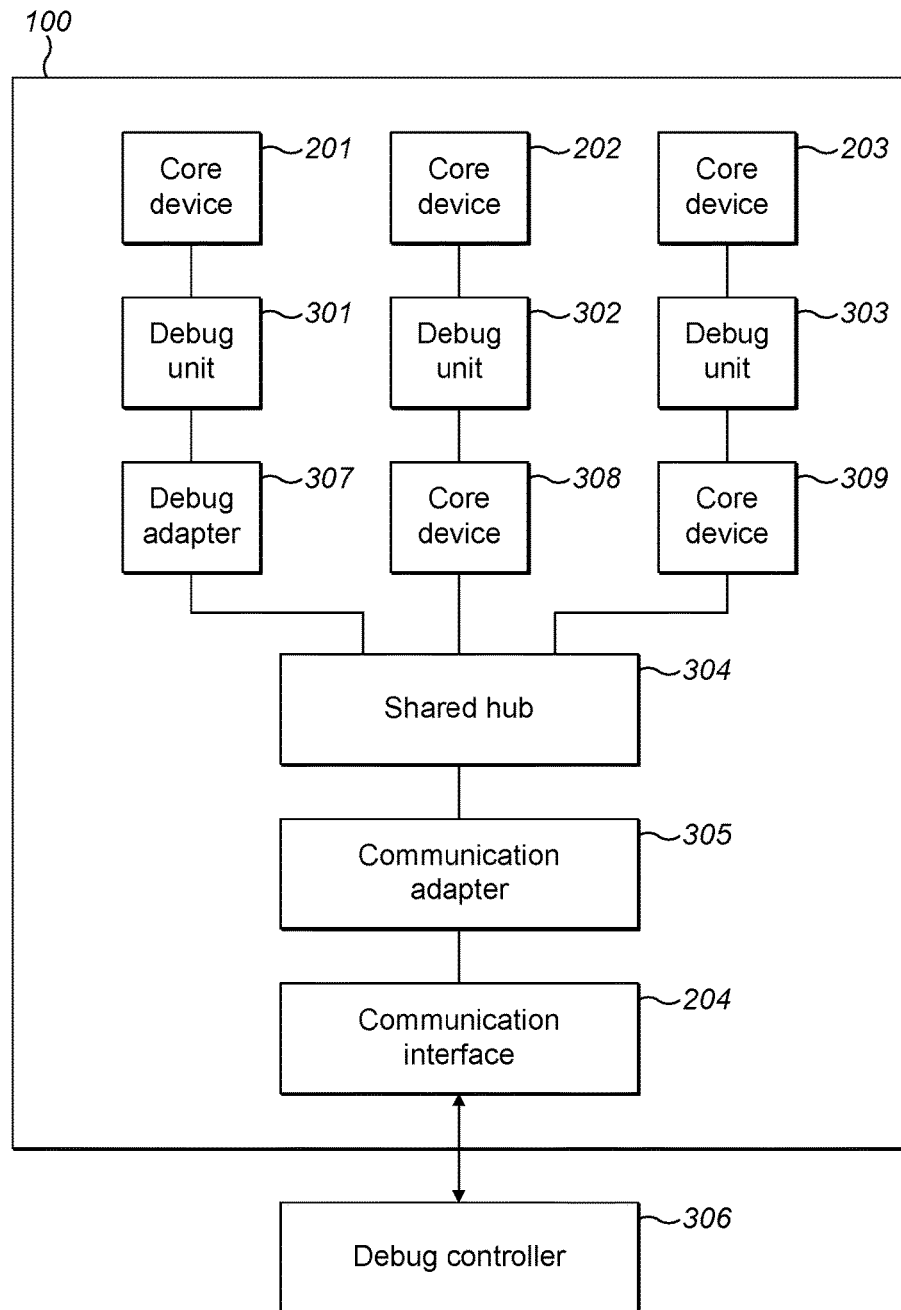 100
201
202
203
Core
device
Core
device
Core
device
301
302
303
Debug
unit
Debug
unit
Debug
unit
307
308
309
Debug
adapter
Core
device
Core
device
304
Shared hub
305
Communication
adapter
204
Communication
interface
306
Debug controller